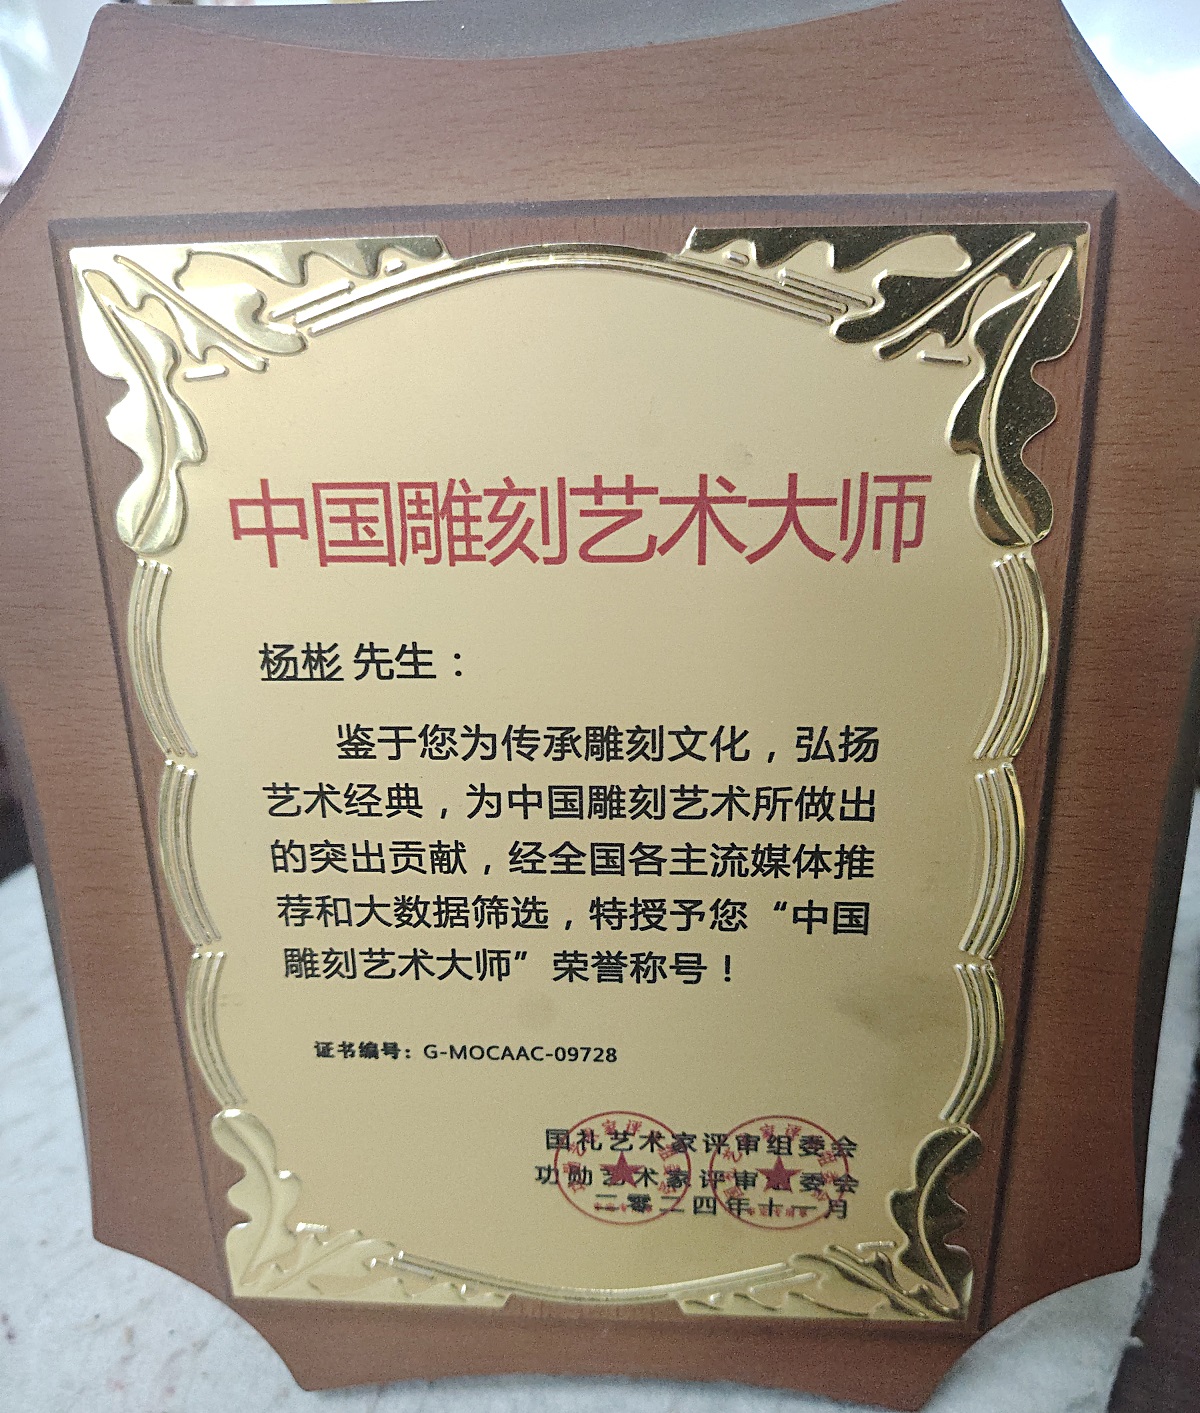 中国雕刻艺术大师
杨彬 先生：
鉴于您为传承雕刻文化，弘扬
艺术经典，为中国雕刻艺术所做出
的突出贡献，经全国各主流媒体推
荐和大数据筛选，特授予您“中国
雕刻艺术大师”荣誉称号！
证书编号：G-MOCAAC-09728
国礼艺术家评审组委会
功勋艺术家评审组委会
二零二四年十一月